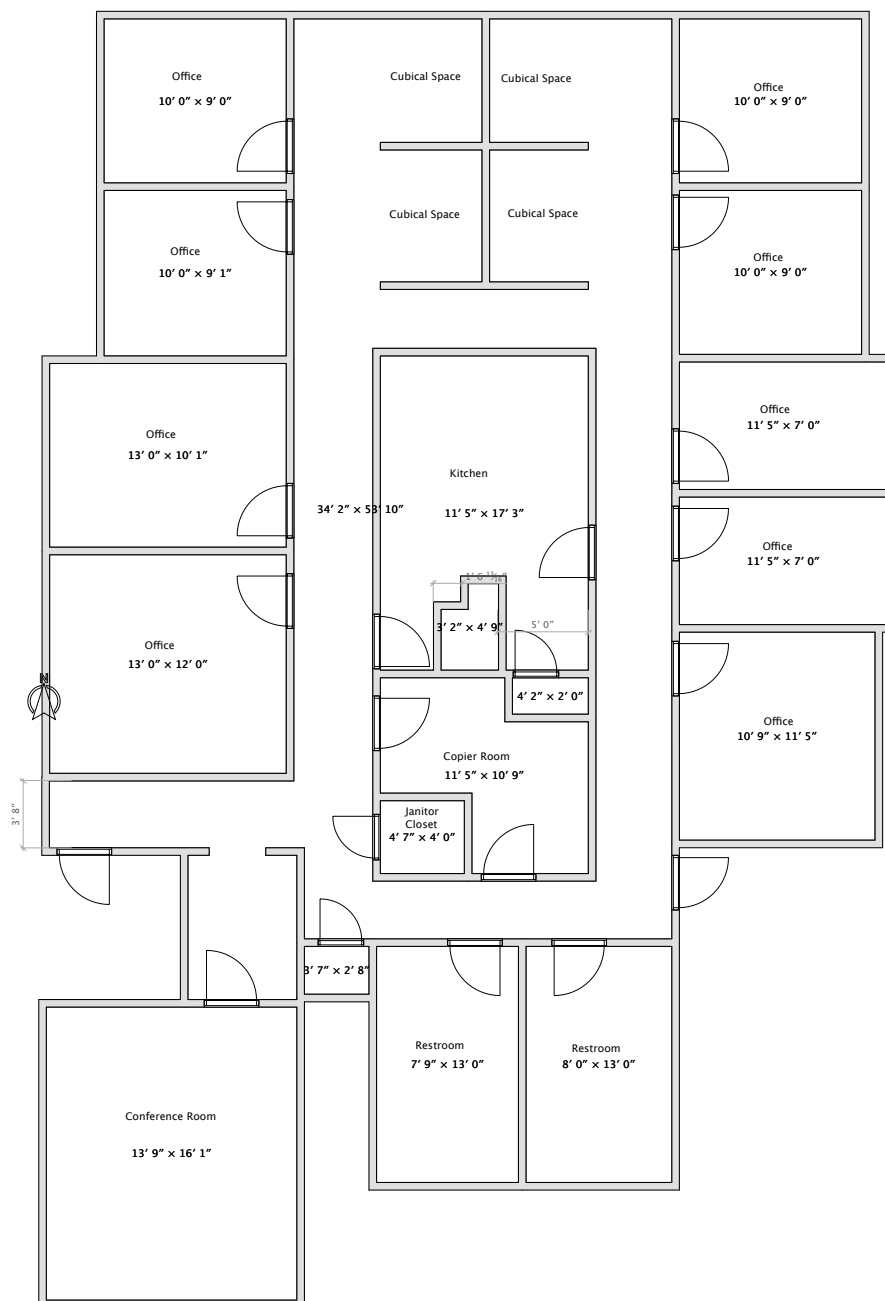 Office
10' 0" × 9' 0"
Cubical Space
Cubical Space
Office
10' 0" × 9' 0"
Cubical Space
Cubical Space
Office
10' 0" × 9' 1"
Office
10' 0" × 9' 0"
Office
13' 0" × 10' 1"
Office
11' 5" × 7' 0"
Kitchen
34' 2" × 53' 10"
11' 5" × 17' 3"
Office
11' 5" × 7' 0"
3' 2" × 4' 9"
5' 0"
Office
13' 0" × 12' 0"
N
4' 2" × 2' 0"
Office
10' 9" × 11' 5"
Copier Room
11' 5" × 10' 9"
3' 8"
Janitor
Closet
4' 7" × 4' 0"
3' 7" × 2' 8"
Restroom
7' 9" × 13' 0"
Restroom
8' 0" × 13' 0"
Conference Room
13' 9" × 16' 1"